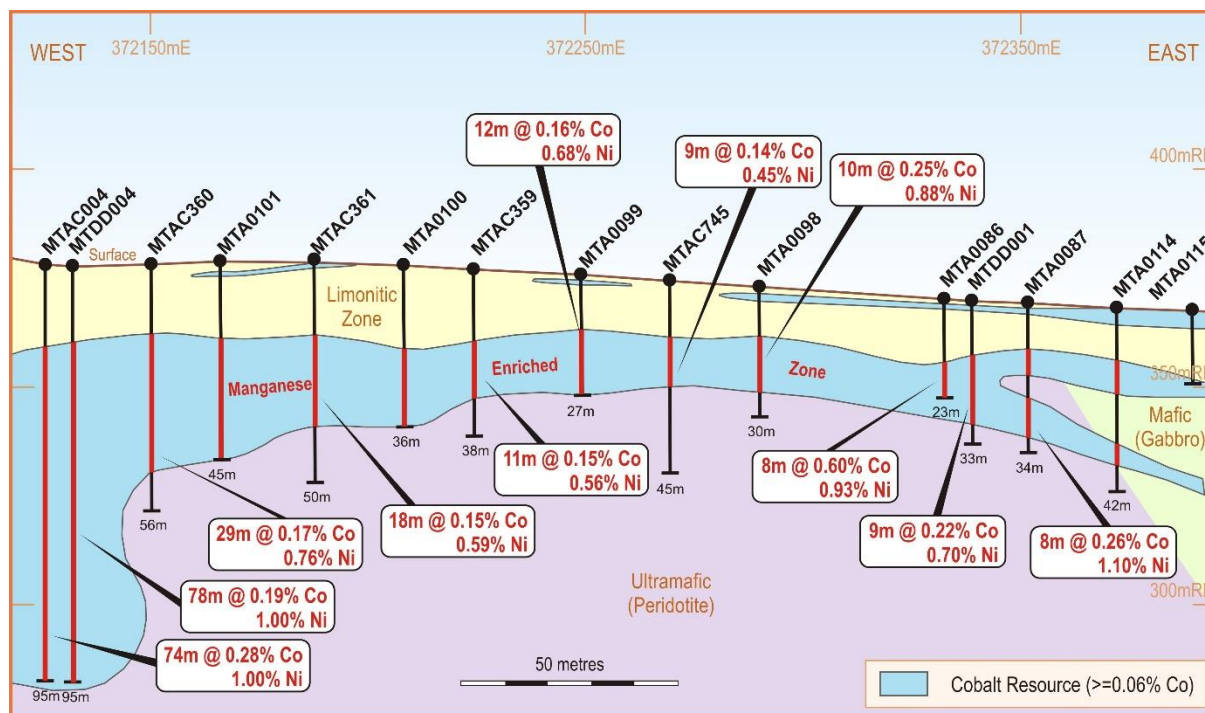 WEST
372150mE
372250mE
372350mE
EAST
12m @ 0.16% Co
0.68% Ni
9m @ 0.14% Co
0.45% Ni
10m @ 0.25% Co
0.88% Ni
400mRL
MTAC004
MTDD004
MTAC360
MTA0101
MTAC361
MTA0100
MTAC359
MTA0099
MTAC745
MTA0098
MTA0086
MTDD001
MTA0087
MTA0114
MTA0115
Surface
Limonitic
Zone
Manganese
Enriched
Zone
350mRL
Mafic
(Gabbro)
27m
23m
30m
36m
38m
33m
34m
45m
50m
45m
42m
56m
11m @ 0.15% Co
0.56% Ni
8m @ 0.60% Co
0.93% Ni
29m @ 0.17% Co
0.76% Ni
18m @ 0.15% Co
0.59% Ni
9m @ 0.22% Co
0.70% Ni
8m @ 0.26% Co
1.10% Ni
78m @ 0.19% Co
1.00% Ni
Ultramafic
(Peridotite)
300mRL
74m @ 0.28% Co
1.00% Ni
50 metres
95m
95m
Cobalt Resource (>=0.06% Co)